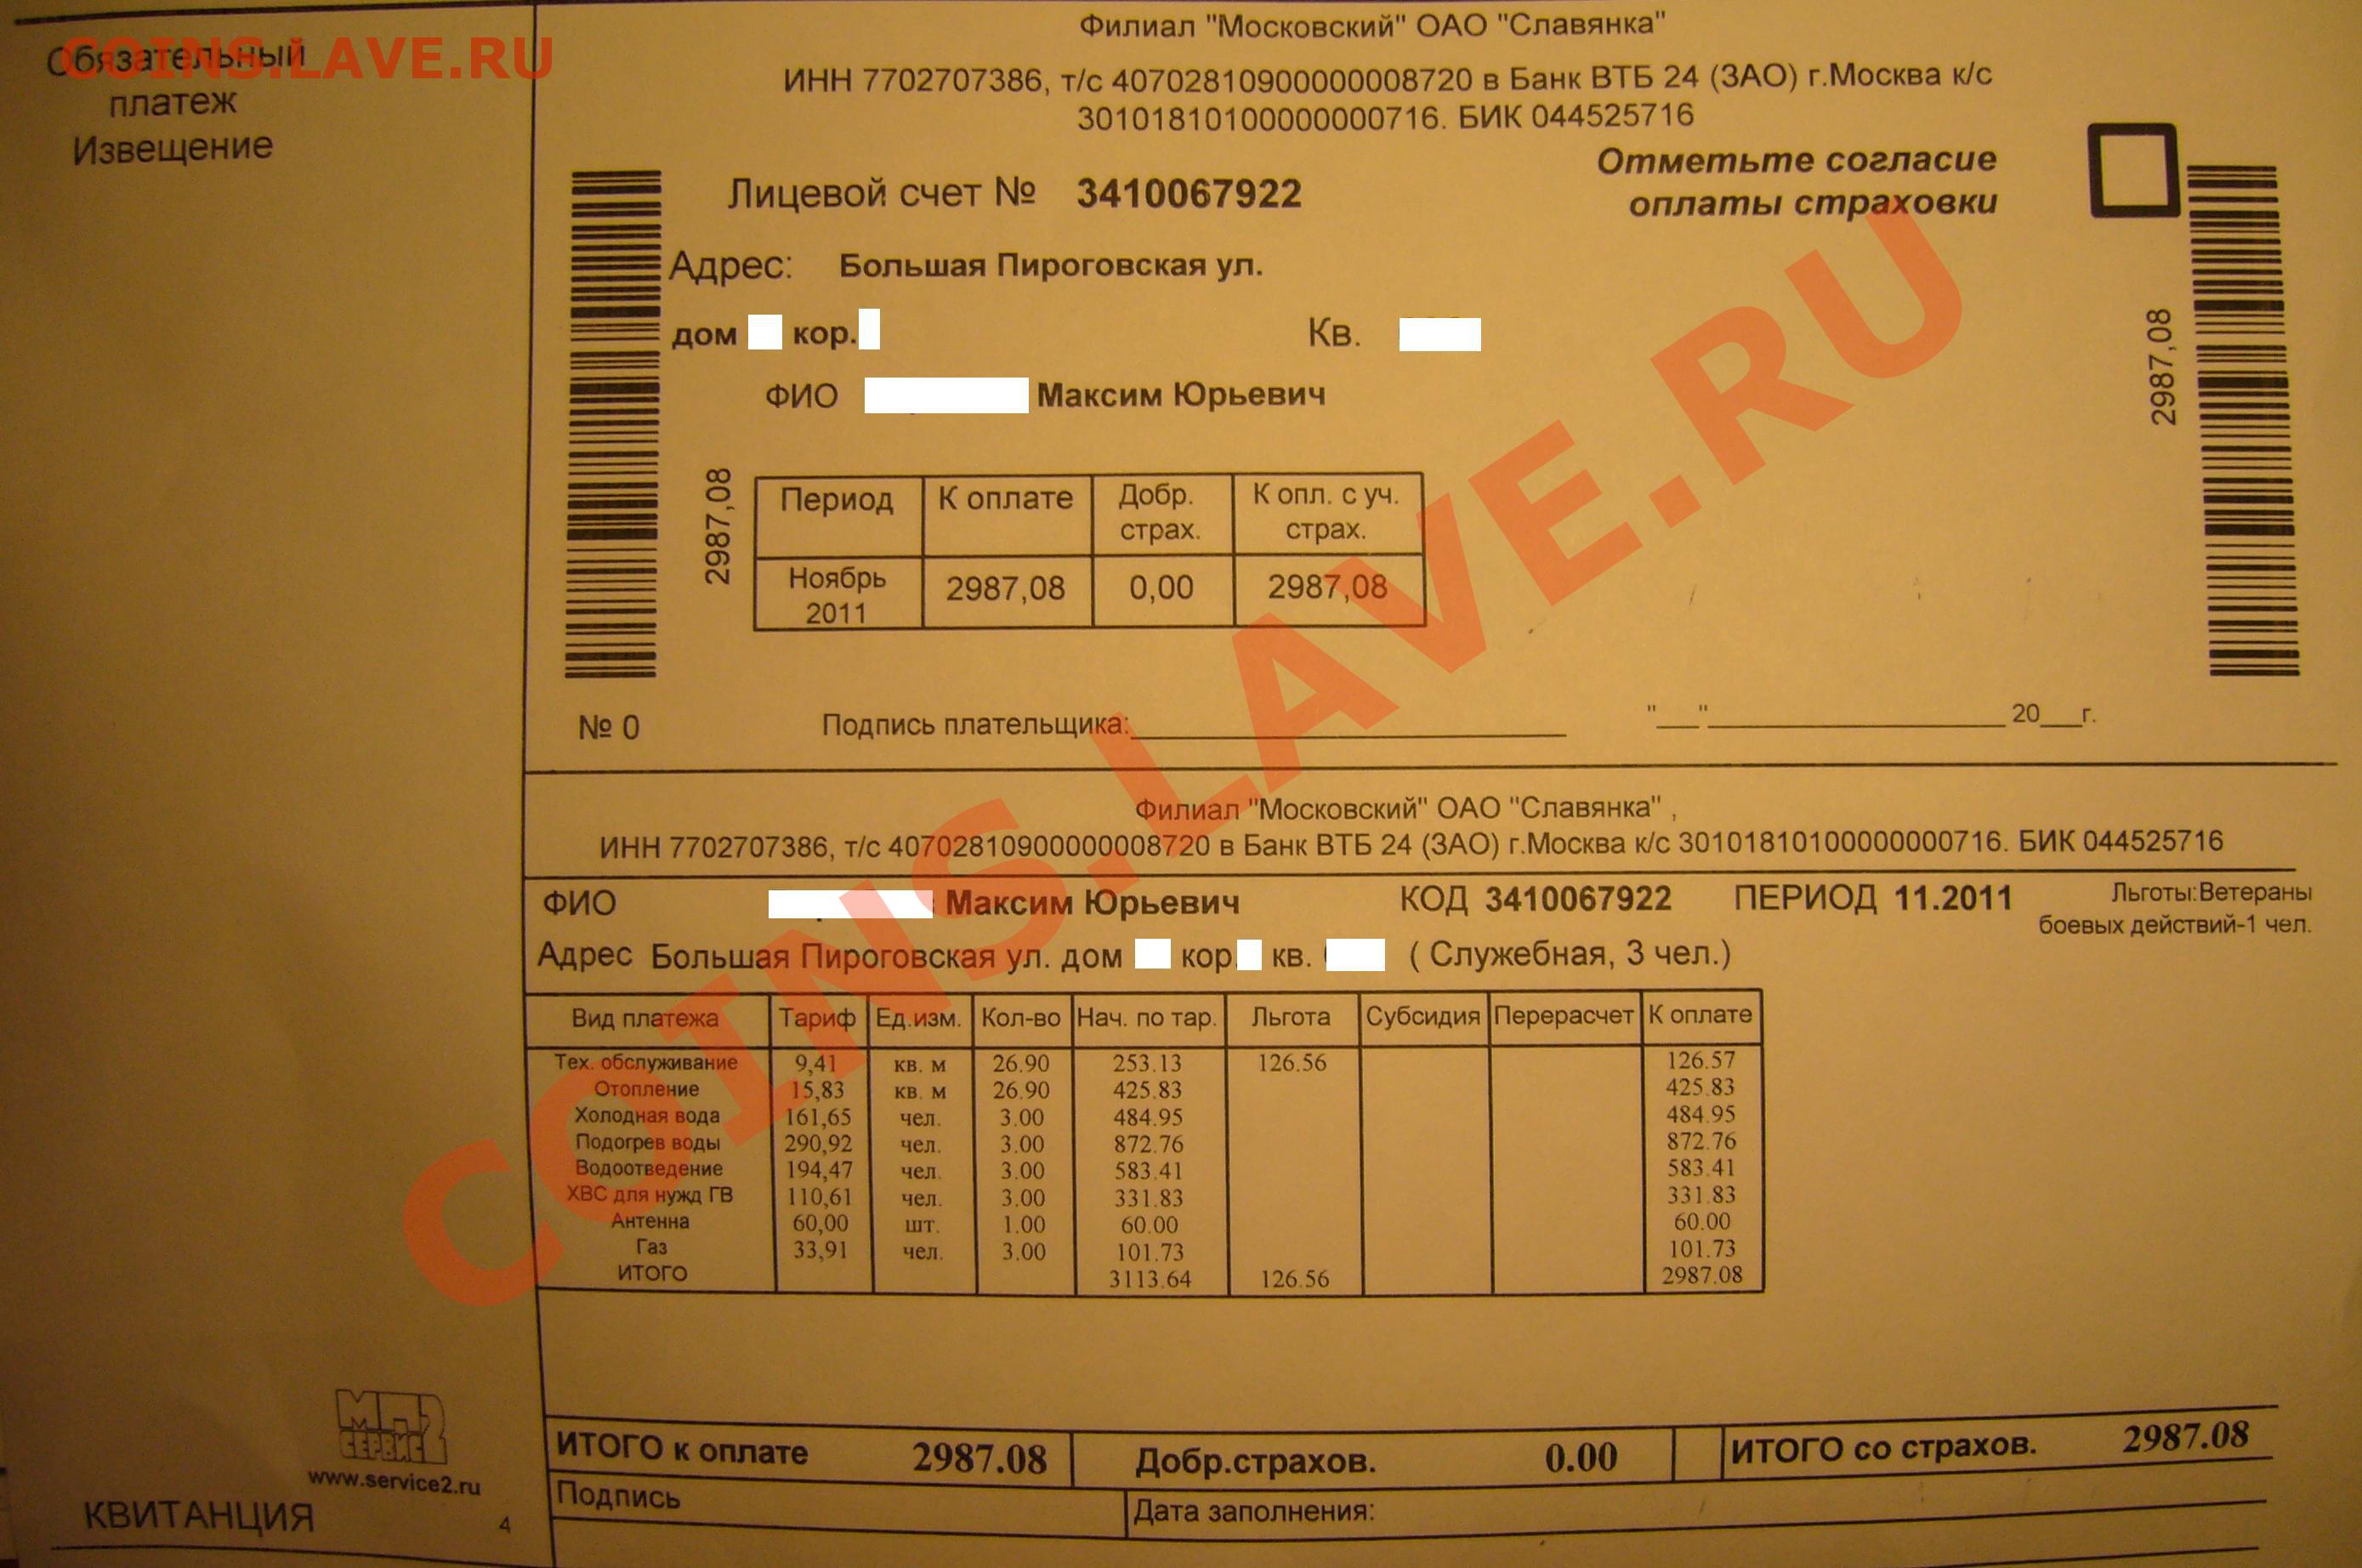 COINS.LAVE.RU
Обязательный
платеж
Извещение
Филиал "Московский" ОАО "Славянка"
ИНН 7702707386, т/с 40702810900000008720 в Банк ВТБ 24 (ЗАО) г.Москва к/с
30101810100000000716. БИК 044525716
Отметьте согласие
оплаты страховки
Лицевой счет № 3410067922
Адрес: Большая Пироговская ул.
дом кор. Кв.
ФИО Максим Юрьевич
2987,08
2987,08
Период К оплате Добр. страх. К опл. с уч. страх.
Ноябрь 2011 2987,08 0,00 2987,08
№ 0 Подпись плательщика: "___" 20___г.
COINS.LAVE.RU
Филиал "Московский" ОАО "Славянка" ,
ИНН 7702707386, т/с 40702810900000008720 в Банк ВТБ 24 (ЗАО) г.Москва к/с 30101810100000000716. БИК 044525716
ФИО Максим Юрьевич КОД 3410067922 ПЕРИОД 11.2011 Льготы:Ветераны
боевых действий-1 чел.
Адрес Большая Пироговская ул. дом кор. кв. ( Служебная, 3 чел.)
Вид платежа Тариф Ед.изм. Кол-во Нач. по тар. Льгота Субсидия Перерасчет К оплате
Тех. обслуживание 9,41 кв. м 26.90 253.13 126.56 126.57
Отопление 15,83 кв. м 26.90 425.83 425.83
Холодная вода 161,65 чел. 3.00 484.95 484.95
Подогрев воды 290,92 чел. 3.00 872.76 872.76
Водоотведение 194,47 чел. 3.00 583.41 583.41
ХВС для нужд ГВ 110,61 чел. 3.00 331.83 331.83
Антенна 60,00 шт. 1.00 60.00 60.00
Газ 33,91 чел. 3.00 101.73 101.73
ИТОГО 3113.64 126.56 2987.08
МП2
СЕРВИС
www.service2.ru
КВИТАНЦИЯ 4
ИТОГО к оплате 2987.08 Добр.страхов. 0.00 ИТОГО со страхов. 2987.08
Подпись Дата заполнения: